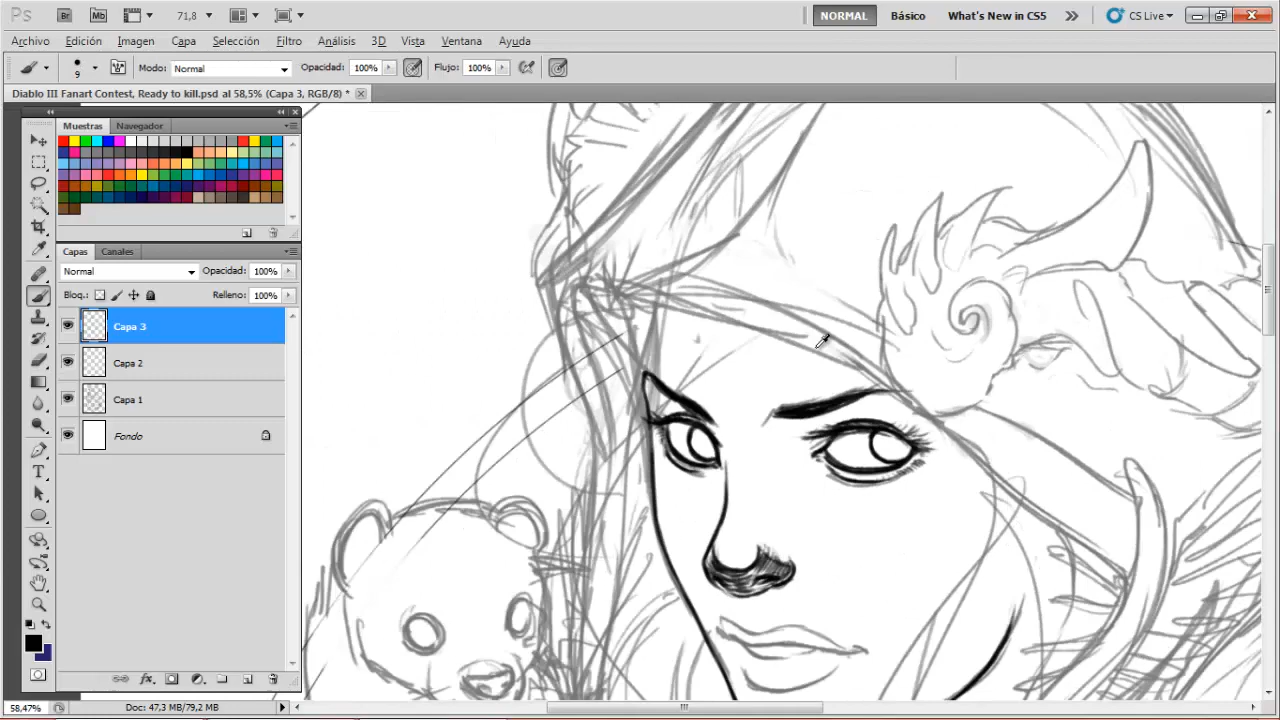 Ps Br Mb 71,8 NORMAL Básico What's New in CS5 CS Live
Archivo Edición Imagen Capa Selección Filtro Análisis 3D Vista Ventana Ayuda
9 Modo: Normal Opacidad: 100% Flujo: 100%
Diablo III Fanart Contest, Ready to kill.psd al 58,5% (Capa 3, RGB/8) *
Muestras Navegador
Capas Canales
Normal Opacidad: 100%
Bloq.: Relleno: 100%
Capa 3
Capa 2
Capa 1
Fondo
58,47% Doc: 47,3 MB/79,2 MB